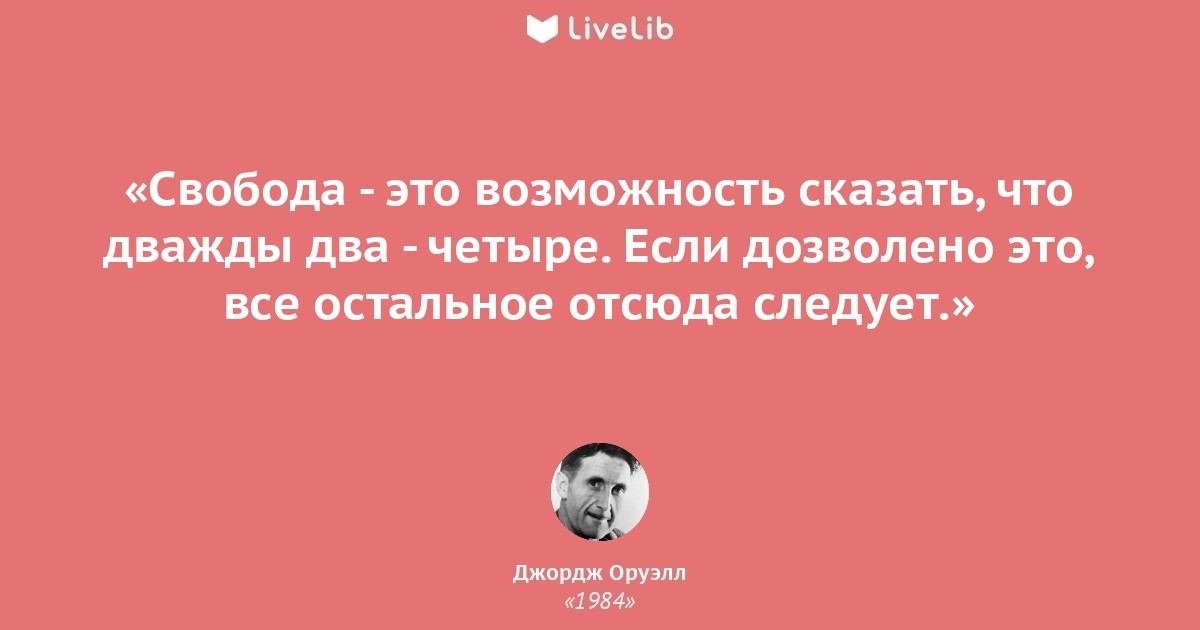 LiveLib
«Свобода - это возможность сказать, что
дважды два - четыре. Если дозволено это,
все остальное отсюда следует.»
Джордж Оруэлл
«1984»